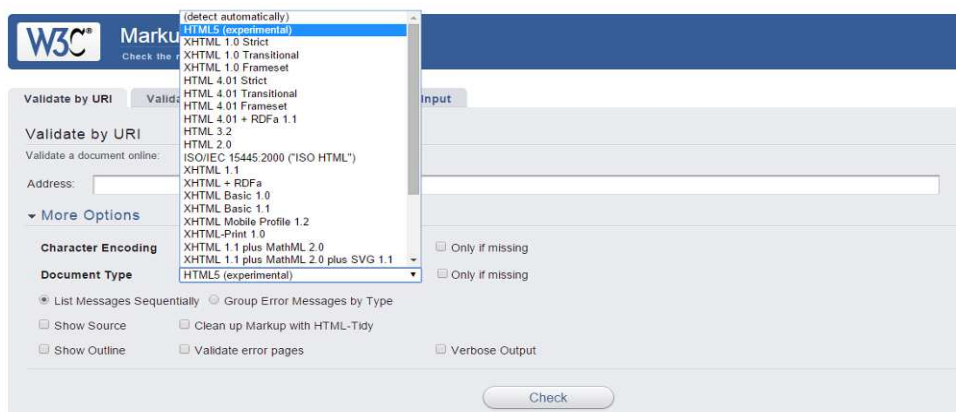 W3C® Marku
Check the r
(detect automatically)
HTML5 (experimental)
XHTML 1.0 Strict
XHTML 1.0 Transitional
XHTML 1.0 Frameset
HTML 4.01 Strict
HTML 4.01 Transitional
HTML 4.01 Frameset
HTML 4.01 + RDFa 1.1
HTML 3.2
HTML 2.0
ISO/IEC 15445:2000 ("ISO HTML")
XHTML 1.1
XHTML + RDFa
XHTML Basic 1.0
XHTML Basic 1.1
XHTML Mobile Profile 1.2
XHTML-Print 1.0
XHTML 1.1 plus MathML 2.0
XHTML 1.1 plus MathML 2.0 plus SVG 1.1
Validate by URI Valida Input
Validate by URI
Validate a document online:
Address:
More Options
Character Encoding Only if missing
Document Type HTML5 (experimental) Only if missing
List Messages Sequentially Group Error Messages by Type
Show Source Clean up Markup with HTML-Tidy
Show Outline Validate error pages Verbose Output
Check